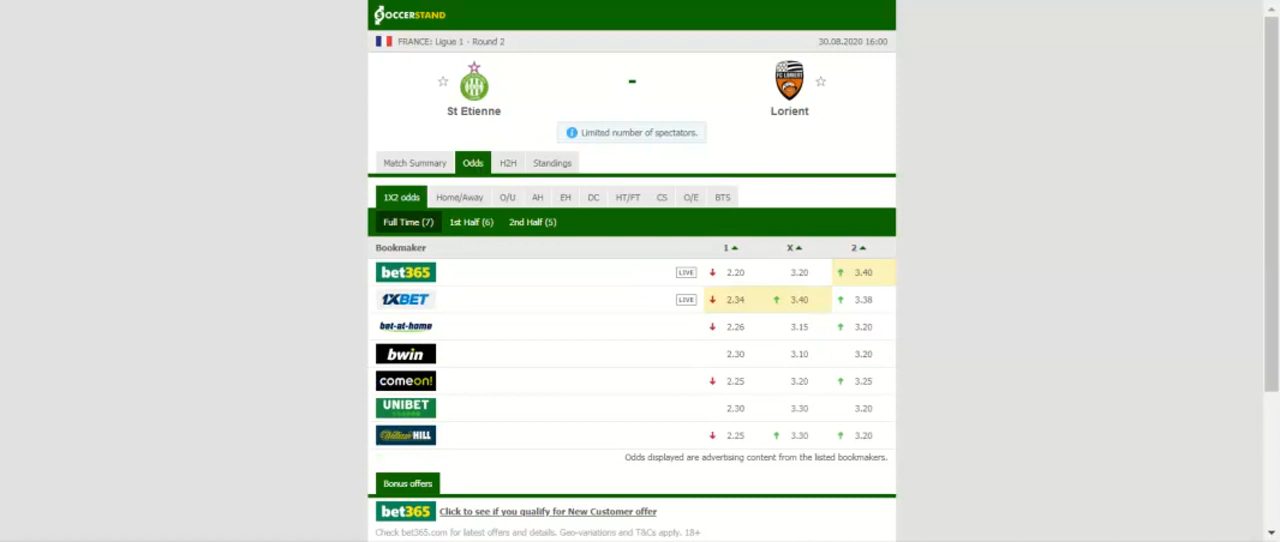 SOCCERSTAND
FRANCE: Ligue 1 - Round 2 30.08.2020 16:00
FC LORIENT
-
St Etienne Lorient
Limited number of spectators.
Match Summary Odds H2H Standings
1X2 odds Home/Away O/U AH EH DC HT/FT CS O/E BTS
Full Time (7) 1st Half (6) 2nd Half (5)
Bookmaker 1 X 2
bet365 LIVE 2.20 3.20 3.40
1XBET LIVE 2.34 3.40 3.38
bet-at-home 2.26 3.15 3.20
bwin 2.30 3.10 3.20
comeon! 2.25 3.20 3.25
UNIBET 2.30 3.30 3.20
William HILL 2.25 3.30 3.20
Odds displayed are advertising content from the listed bookmakers.
Bonus offers
bet365 Click to see if you qualify for New Customer offer
Check bet365.com for latest offers and details. Geo-variations and T&Cs apply. 18+